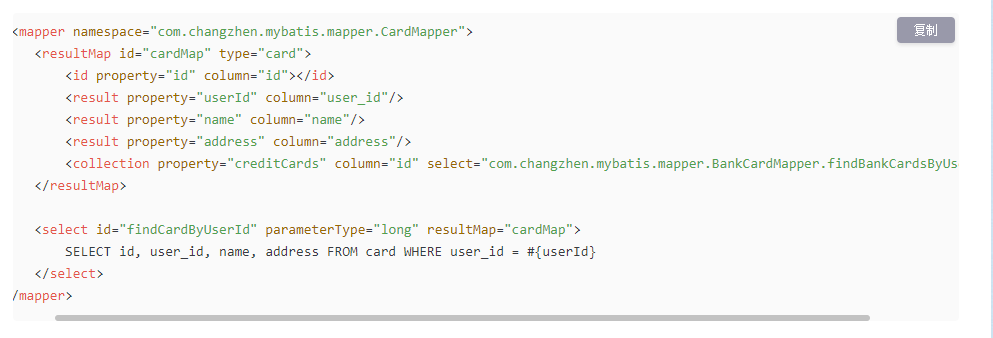 <mapper namespace="com.changzhen.mybatis.mapper.CardMapper">
复制
<resultMap id="cardMap" type="card">
<id property="id" column="id"></id>
<result property="userId" column="user_id"/>
<result property="name" column="name"/>
<result property="address" column="address"/>
<collection property="creditCards" column="id" select="com.changzhen.mybatis.mapper.BankCardMapper.findBankCardsByUs
</resultMap>
<select id="findCardByUserId" parameterType="long" resultMap="cardMap">
SELECT id, user_id, name, address FROM card WHERE user_id = #{userId}
</select>
/mapper>